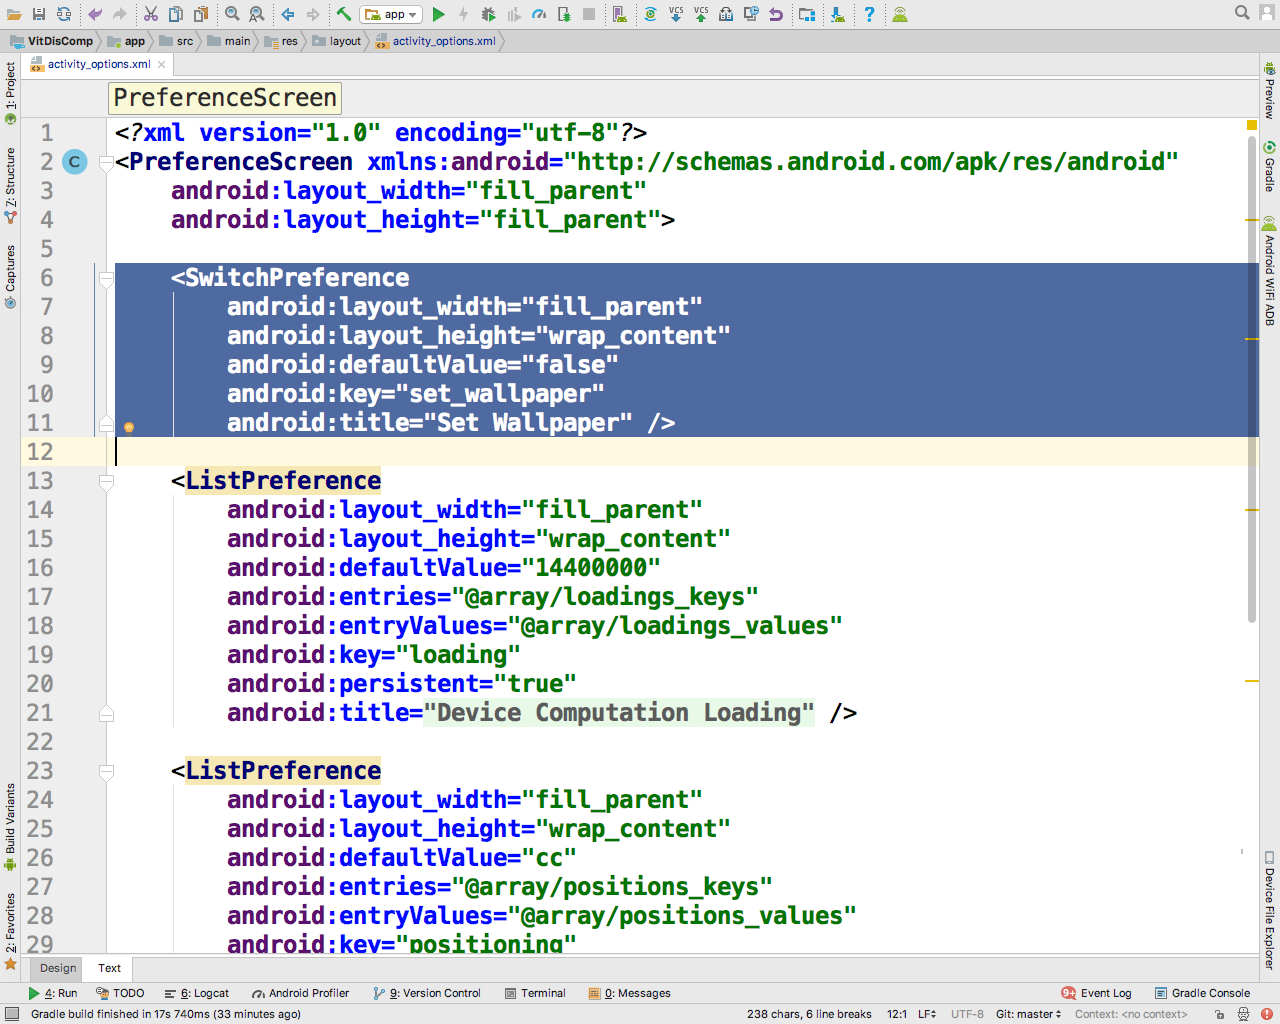 app
VitDisComp app src main res layout activity_options.xml
activity_options.xml
PreferenceScreen
1 <?xml version="1.0" encoding="utf-8"?>
2 <PreferenceScreen xmlns:android="http://schemas.android.com/apk/res/android"
3 android:layout_width="fill_parent"
4 android:layout_height="fill_parent">
5
6 <SwitchPreference
7 android:layout_width="fill_parent"
8 android:layout_height="wrap_content"
9 android:defaultValue="false"
10 android:key="set_wallpaper"
11 android:title="Set Wallpaper" />
12
13 <ListPreference
14 android:layout_width="fill_parent"
15 android:layout_height="wrap_content"
16 android:defaultValue="14400000"
17 android:entries="@array/loadings_keys"
18 android:entryValues="@array/loadings_values"
19 android:key="loading"
20 android:persistent="true"
21 android:title="Device Computation Loading" />
22
23 <ListPreference
24 android:layout_width="fill_parent"
25 android:layout_height="wrap_content"
26 android:defaultValue="cc"
27 android:entries="@array/positions_keys"
28 android:entryValues="@array/positions_values"
29 android:key="positioning"
C
1: Project
7: Structure
Captures
Build Variants
2: Favorites
Preview
Gradle
Android WiFi ADB
Device File Explorer
VCS VCS
Design Text
4: Run TODO 6: Logcat Android Profiler 9: Version Control Terminal 0: Messages 9+ Event Log Gradle Console
Gradle build finished in 17s 740ms (33 minutes ago) 238 chars, 6 line breaks 12:1 LF UTF-8 Git: master Context: <no context>